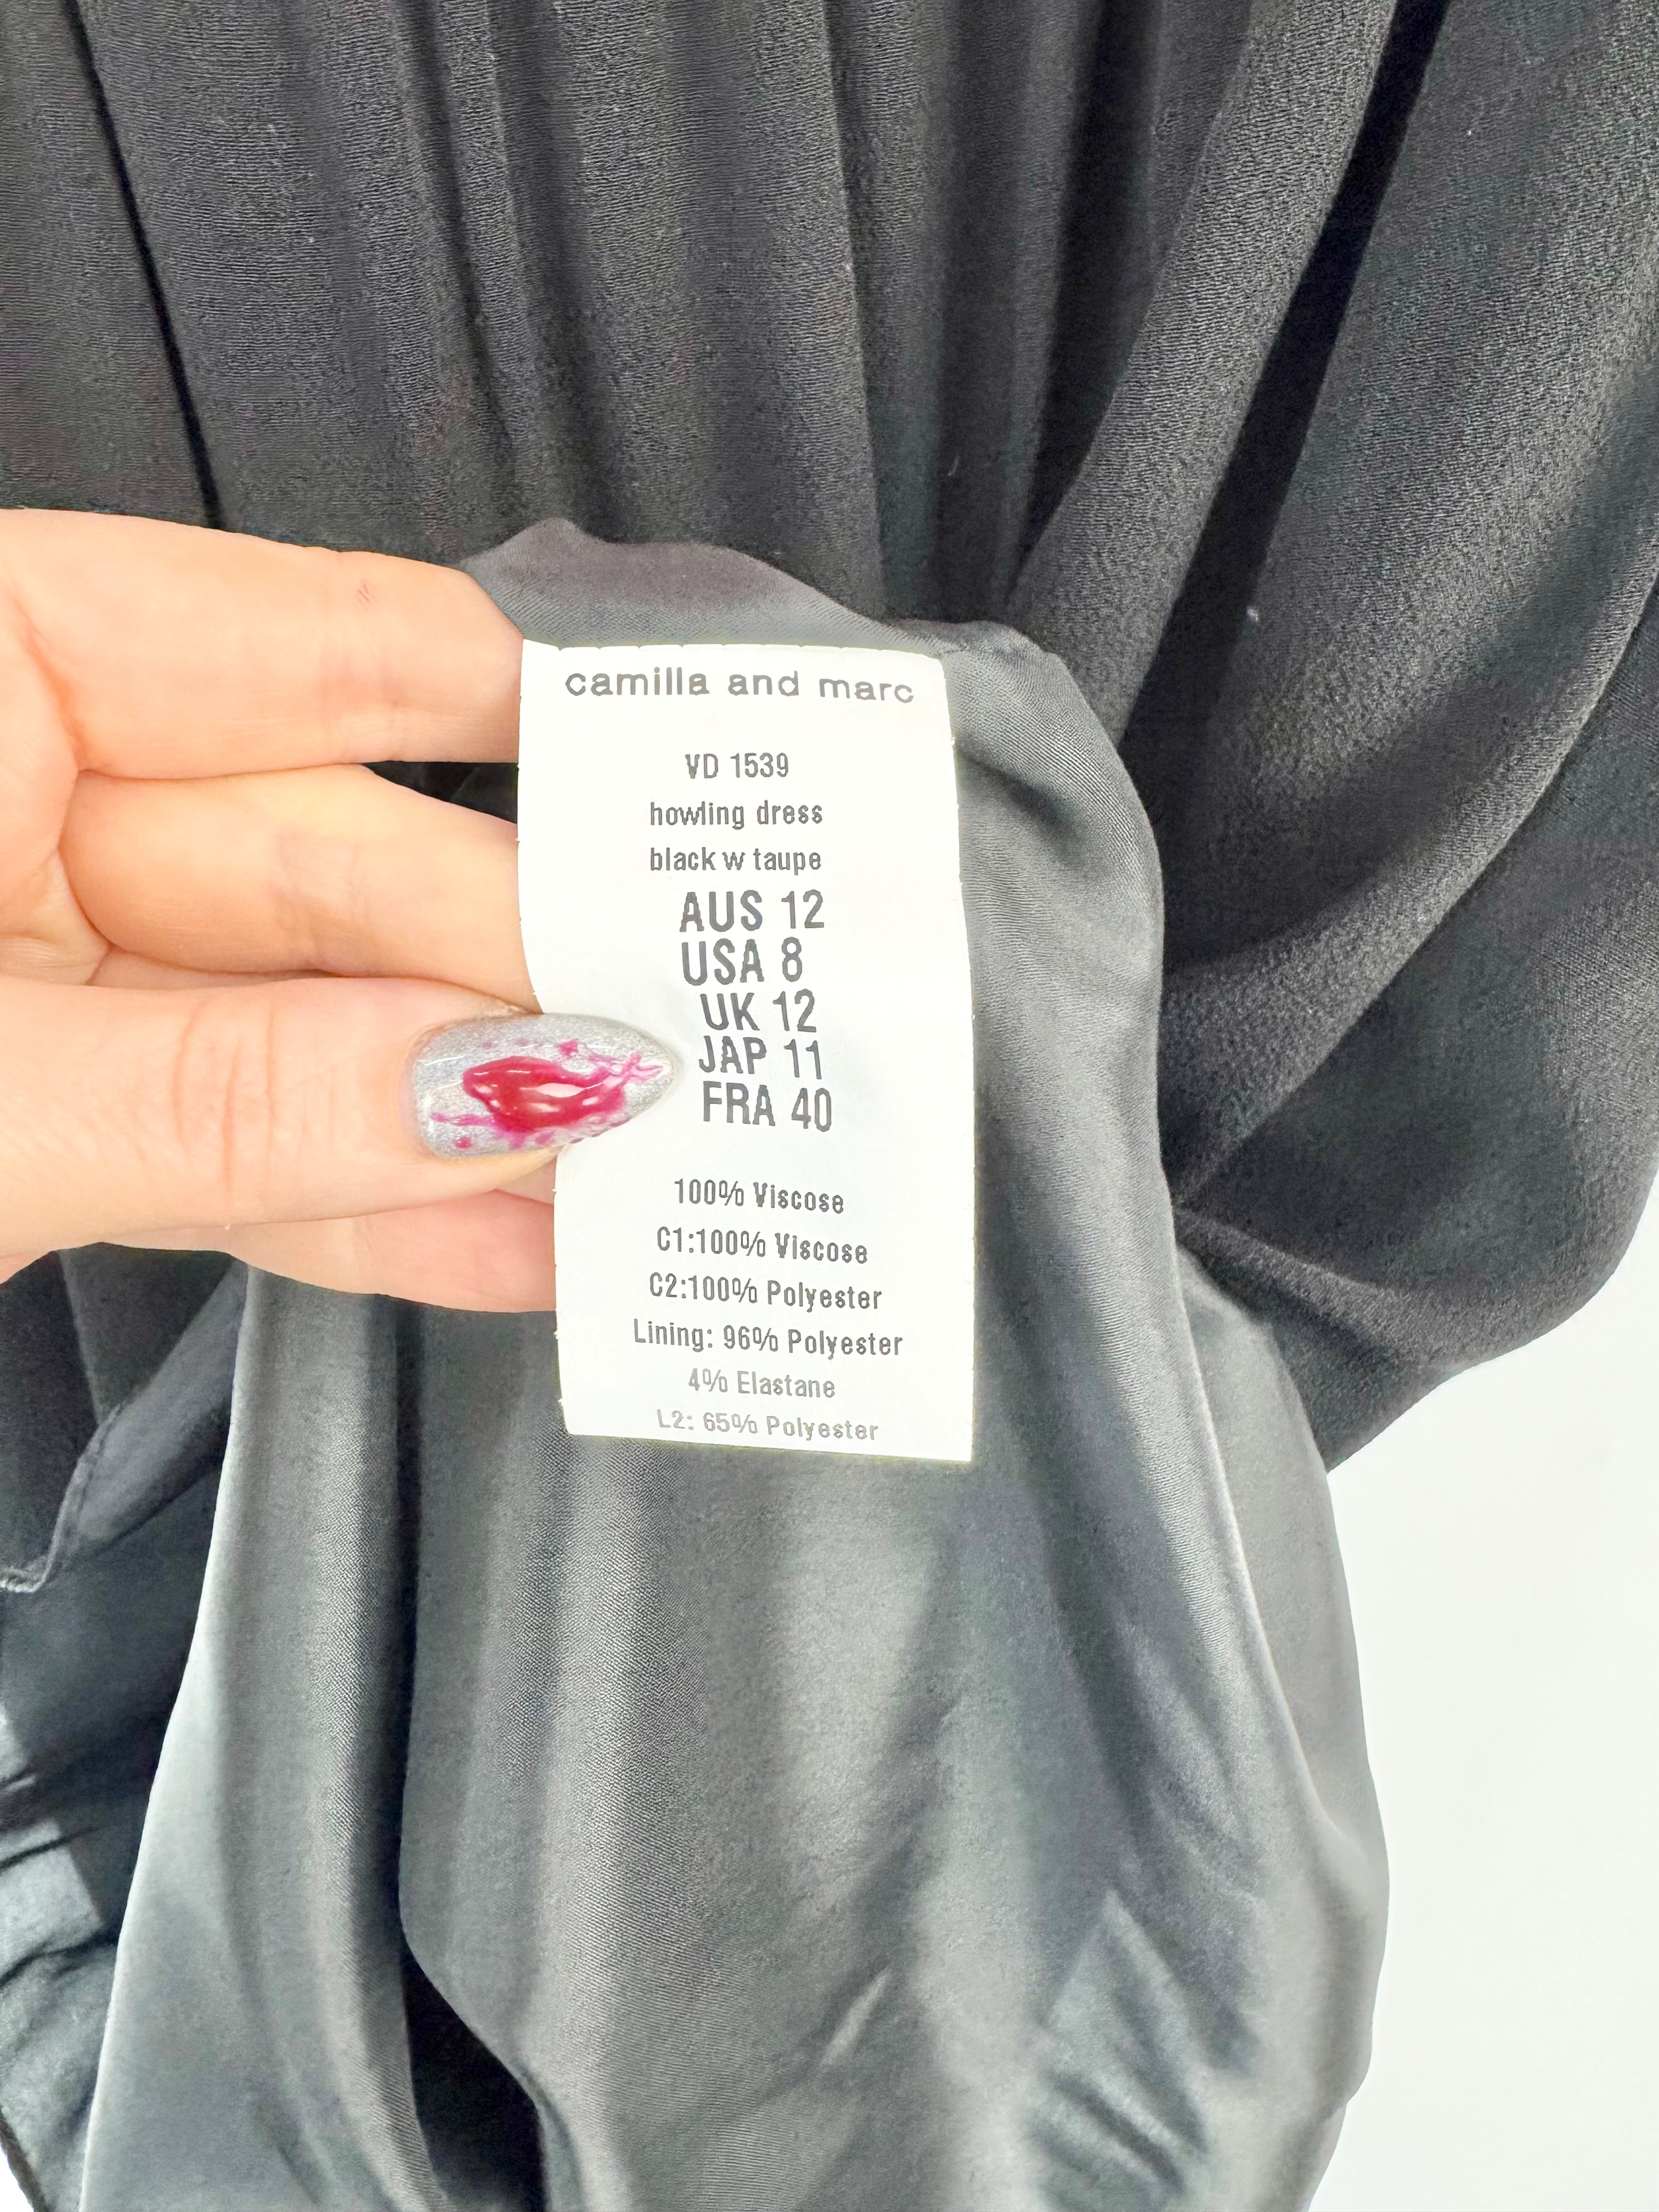 camilla and marc
VD 1539
howling dress
black w taupe
AUS 12
USA 8
UK 12
JAP 11
FRA 40
100% Viscose
C1:100% Viscose
C2:100% Polyester
Lining: 96% Polyester
4% Elastane
L2: 65% Polyester